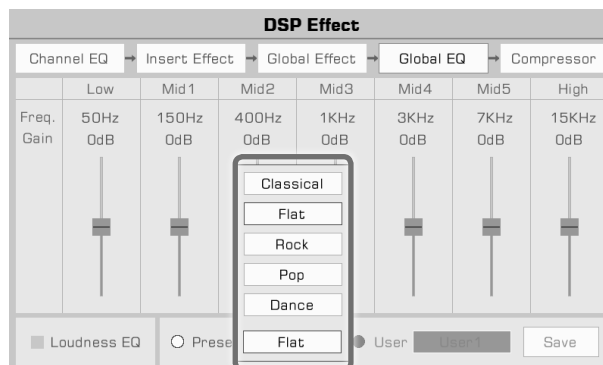 DSP Effect
Channel EQ → Insert Effect → Global Effect → Global EQ → Compressor
Low Mid1 Mid2 Mid3 Mid4 Mid5 High
Freq. 50Hz 150Hz 400Hz 1KHz 3KHz 7KHz 15KHz
Gain 0dB 0dB 0dB 0dB 0dB 0dB 0dB
Classical
Flat
Rock
Pop
Dance
Loudness EQ Prese Flat User User1 Save